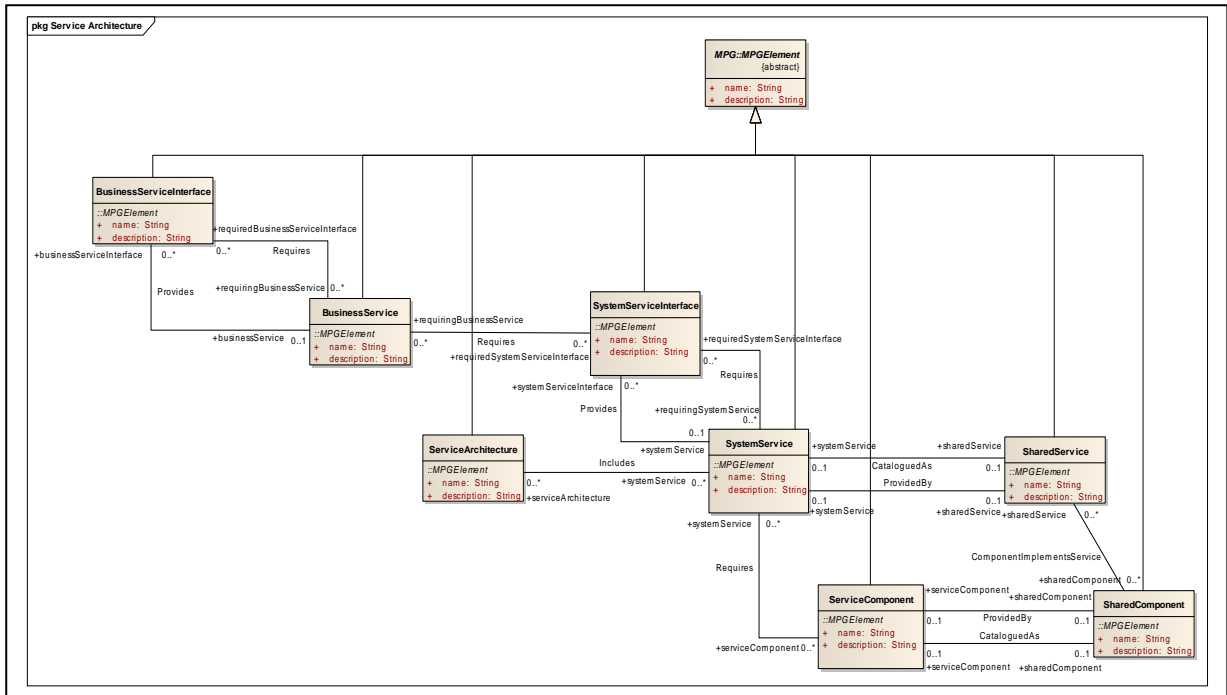 pkg Service Architecture
MPG::MPGElement
{abstract}
+ name: String
+ description: String
BusinessServiceInterface
::MPGElement
+ name: String
+ description: String
+requiredBusinessServiceInterface
+businessServiceInterface
0..*
0..*
Requires
Provides
+requiringBusinessService
0..*
+businessService
0..1
BusinessService
::MPGElement
+ name: String
+ description: String
+requiringBusinessService
0..*
Requires
0..*
+requiredSystemServiceInterface
SystemServiceInterface
::MPGElement
+ name: String
+ description: String
+requiredSystemServiceInterface
0..*
Requires
+systemServiceInterface
0..*
Provides
+requiringSystemService
0..*
0..1
+systemService
ServiceArchitecture
::MPGElement
+ name: String
+ description: String
0..*
+serviceArchitecture
Includes
+systemService
0..*
SystemService
::MPGElement
+ name: String
+ description: String
+systemService
+sharedService
0..1
CataloguedAs
0..1
ProvidedBy
0..1
0..1
+systemService
+sharedService
SharedService
::MPGElement
+ name: String
+ description: String
+sharedService
0..*
ComponentImplementsService
+sharedComponent
0..*
+systemService
0..*
Requires
+serviceComponent
0..*
ServiceComponent
::MPGElement
+ name: String
+ description: String
+serviceComponent
+sharedComponent
0..1
ProvidedBy
0..1
CataloguedAs
0..1
0..1
+serviceComponent
+sharedComponent
SharedComponent
::MPGElement
+ name: String
+ description: String